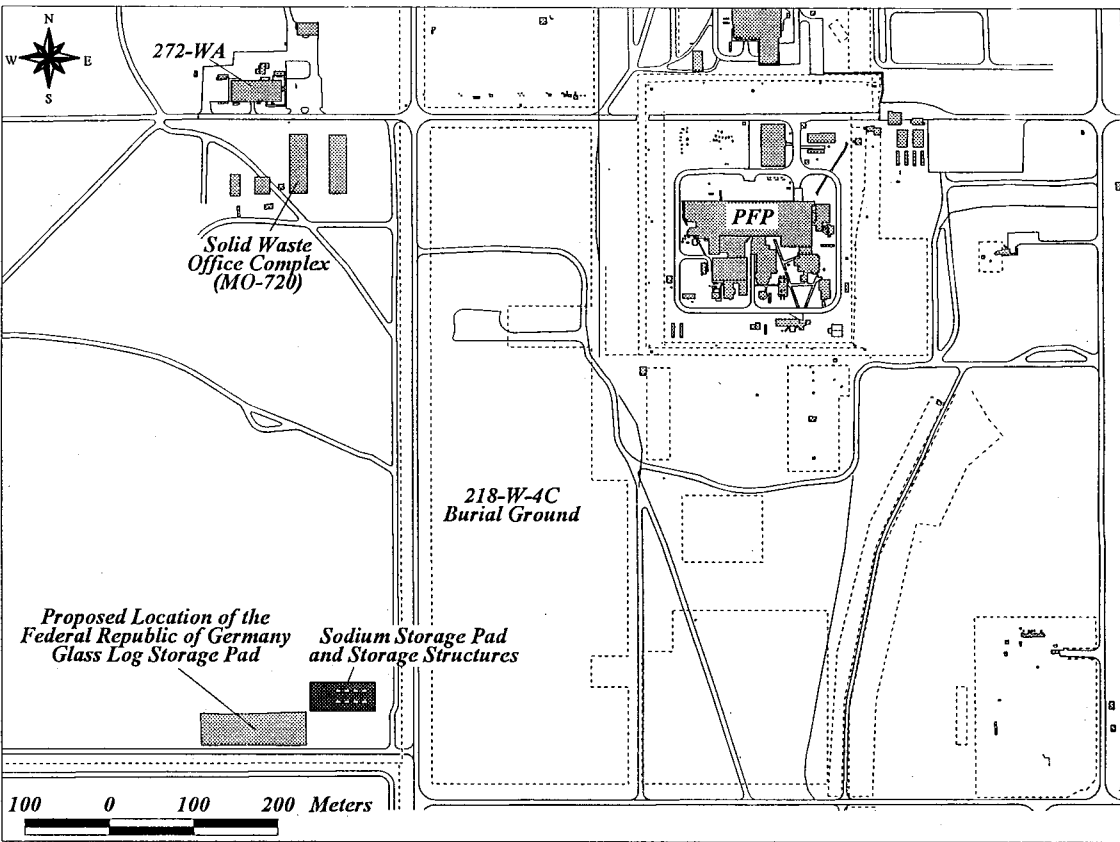 N
W E
S
272-WA
PFP
Solid Waste
Office Complex
(MO-720)
218-W-4C
Burial Ground
Proposed Location of the
Federal Republic of Germany
Glass Log Storage Pad
Sodium Storage Pad
and Storage Structures
100 0 100 200 Meters